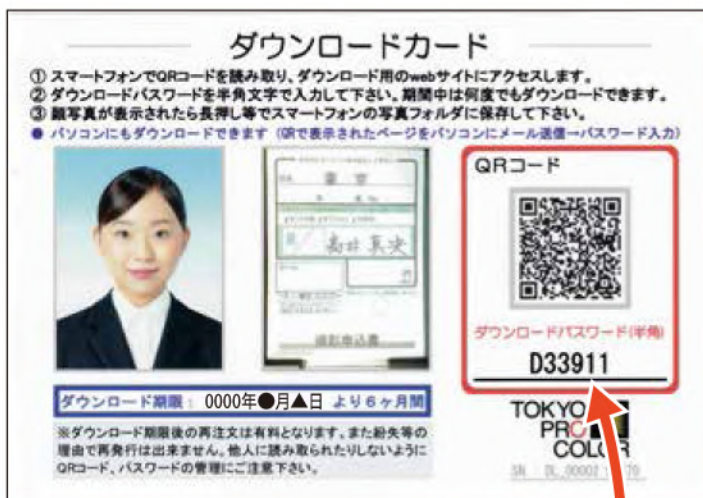 ダウンロードカード
① スマートフォンでQRコードを読み取り、ダウンロード用のwebサイトにアクセスします。
② ダウンロードパスワードを半角文字で入力して下さい。期間中は何度でもダウンロードできます。
③ 顔写真が表示されたら長押し等でスマートフォンの写真フォルダに保存して下さい。
● パソコンにもダウンロードできます（QRで表示されたページをパソコンにメール送信→パスワード入力）
高井真央
撮影申込書
QRコード
ダウンロードパスワード(半角)
D33911
ダウンロード期限： 0000年●月▲日 より6ヶ月間
※ダウンロード期限後の再注文は有料となります。また紛失等の
理由で再発行は出来ません。他人に読み取られたりしないように
QRコード、パスワードの管理にご注意下さい。
TOKYO
PRO
COLOR